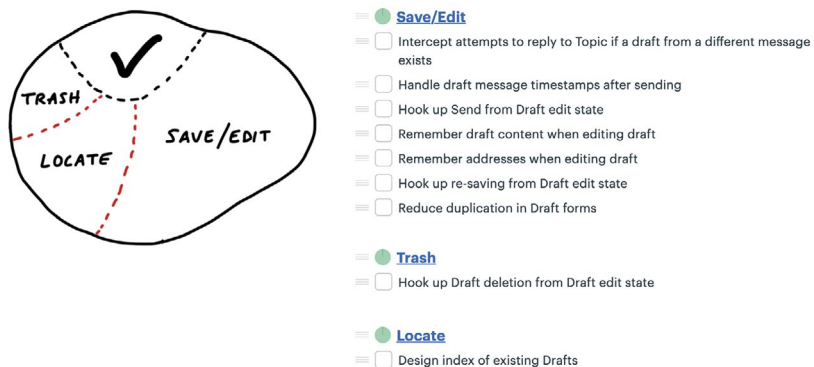 TRASH
LOCATE
SAVE/EDIT
Save/Edit
Intercept attempts to reply to Topic if a draft from a different message
exists
Handle draft message timestamps after sending
Hook up Send from Draft edit state
Remember draft content when editing draft
Remember addresses when editing draft
Hook up re-saving from Draft edit state
Reduce duplication in Draft forms
Trash
Hook up Draft deletion from Draft edit state
Locate
Design index of existing Drafts